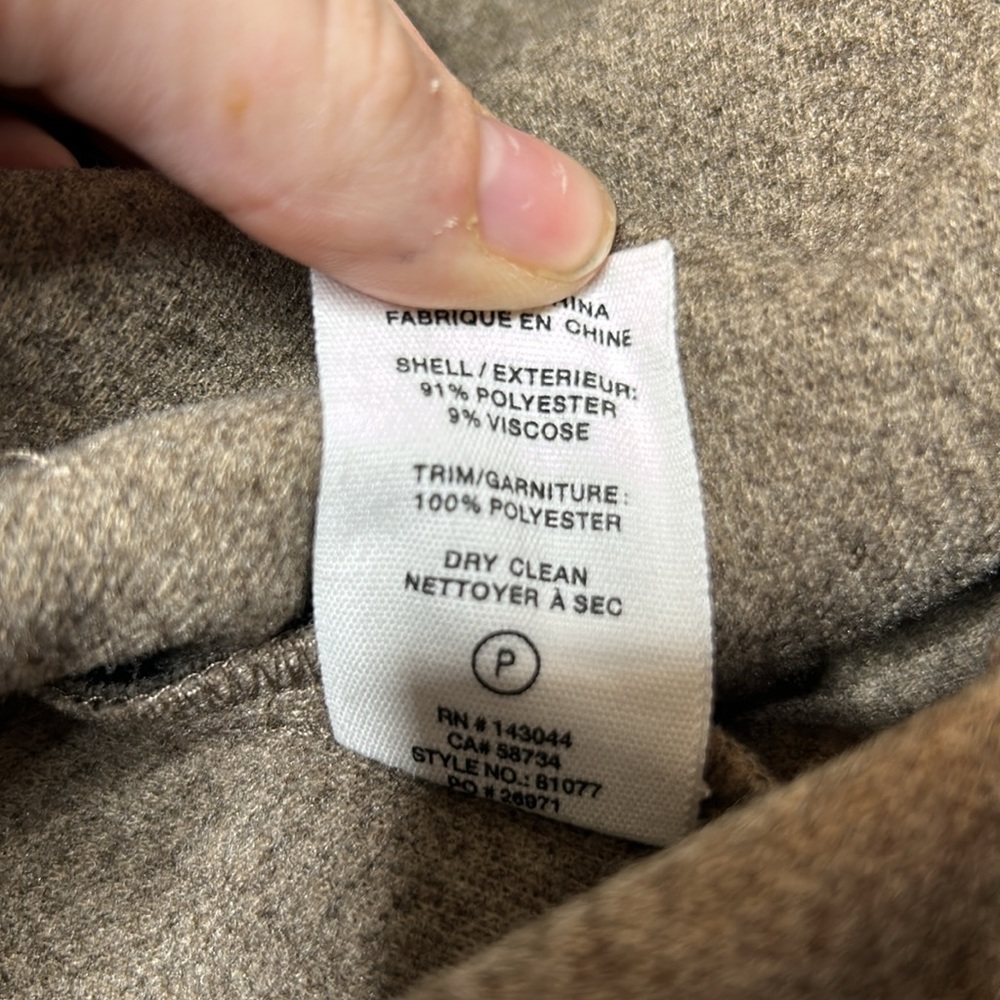 FABRIQUE EN CHINE
SHELL / EXTERIEUR:
91% POLYESTER
9% VISCOSE
TRIM/GARNITURE:
100% POLYESTER
DRY CLEAN
NETTOYER À SEC
P
RN # 143044
CA# 58734
STYLE NO.: 81077
PO # 26971